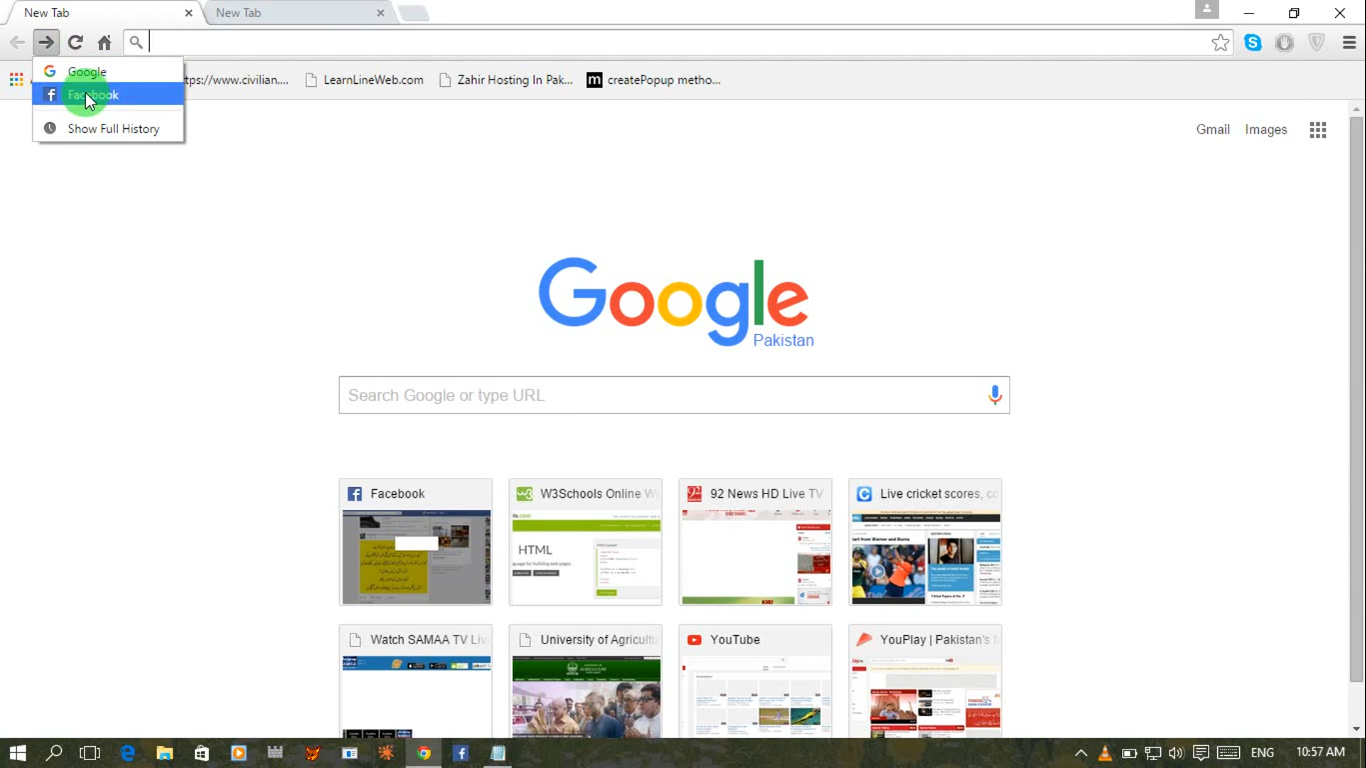 New Tab
New Tab
Google
Facebook
Show Full History
ttps://www.civilian....
LearnLineWeb.com
Zahir Hosting In Pak...
m createPopup metho...
Gmail Images
Google
Pakistan
Search Google or type URL
Facebook
W3Schools Online W
92 News HD Live TV
Live cricket scores, co
HTML
Watch SAMAA TV Liv
University of Agricultu
YouTube
YouPlay | Pakistan's f
ENG
10:57 AM